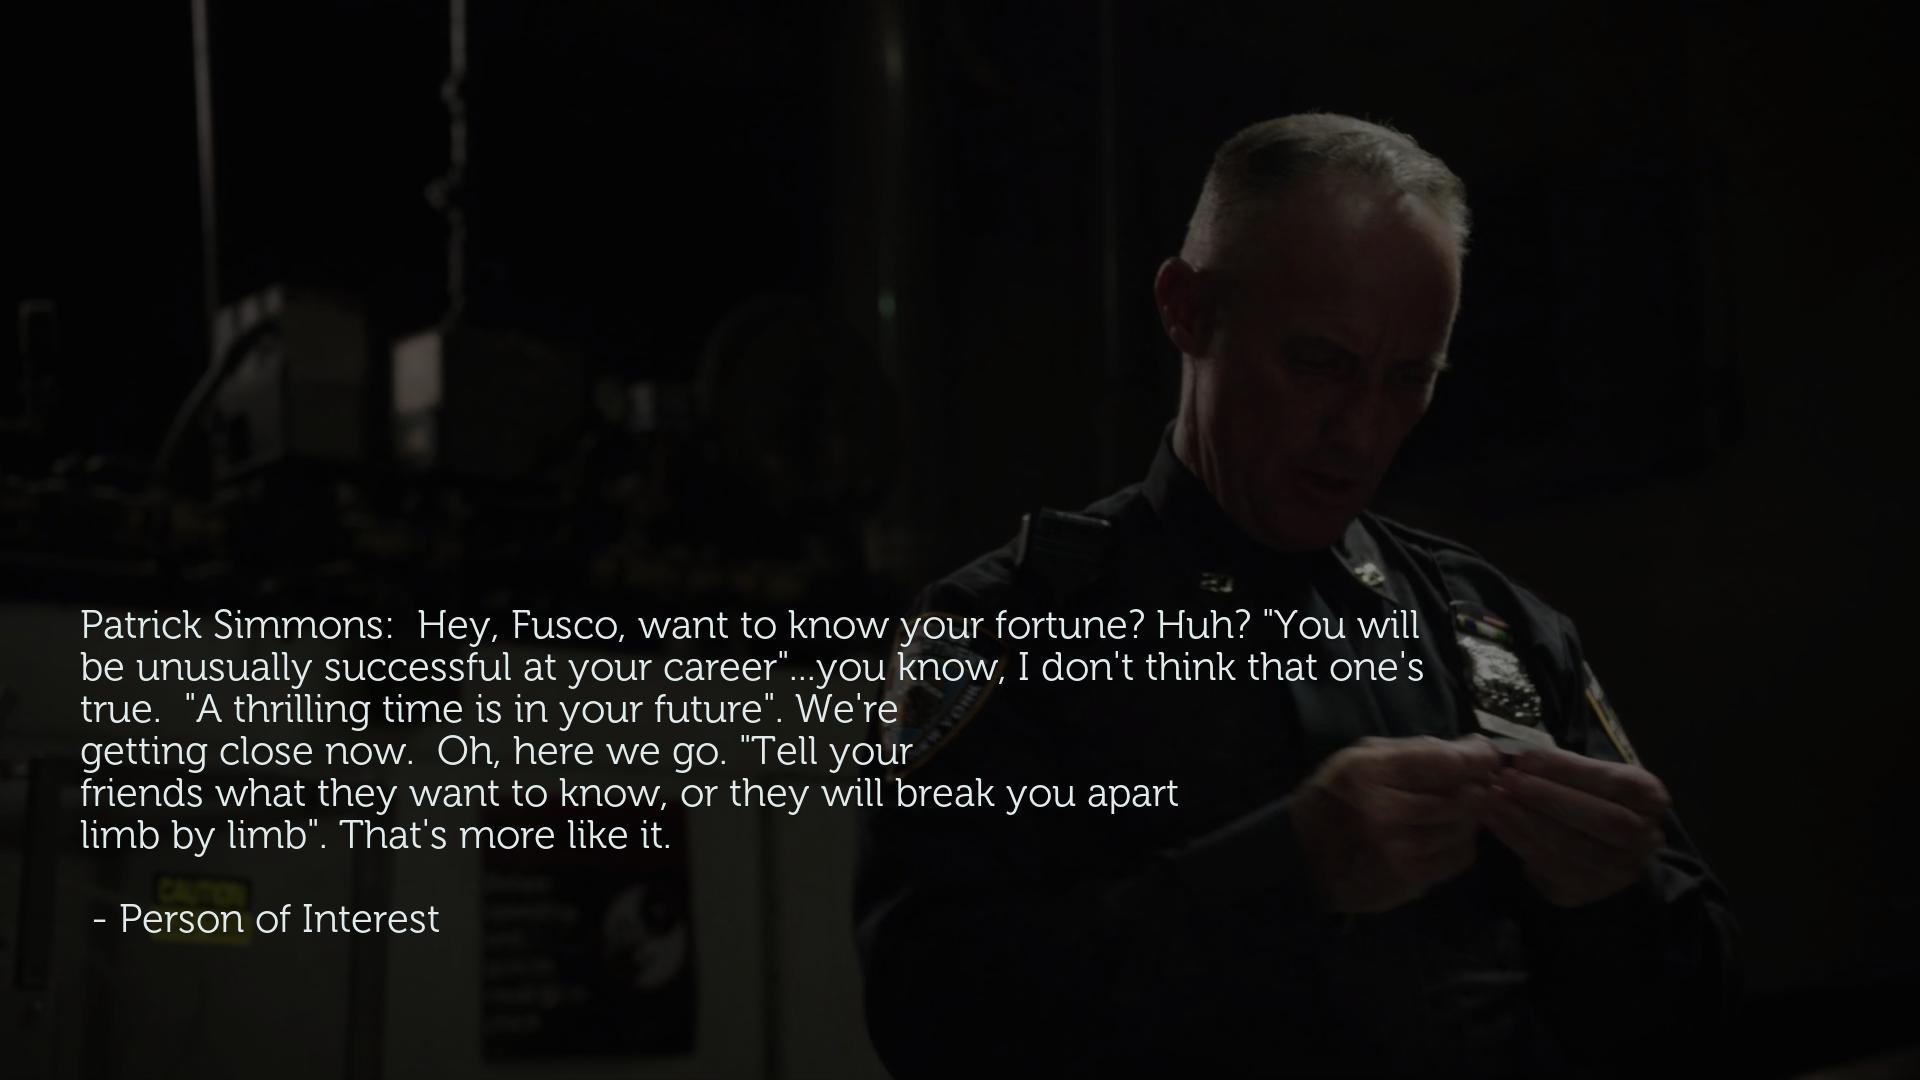 Patrick Simmons:  Hey, Fusco, want to know your fortune? Huh? "You will
be unusually successful at your career"...you know, I don't think that one's
true.  "A thrilling time is in your future". We're
getting close now.  Oh, here we go. "Tell your
friends what they want to know, or they will break you apart
limb by limb". That's more like it.
- Person of Interest
CAUTION